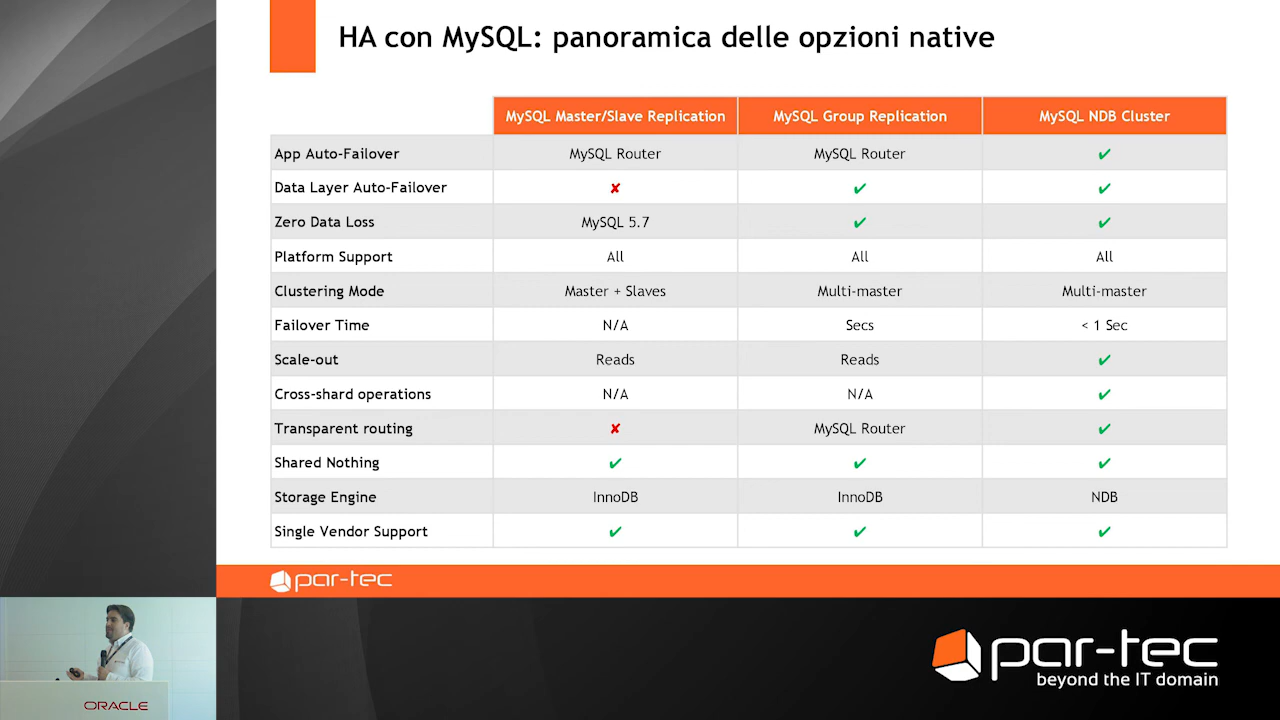 HA con MySQL: panoramica delle opzioni native
MySQL Master/Slave Replication MySQL Group Replication MySQL NDB Cluster
App Auto-Failover MySQL Router MySQL Router ✔
Data Layer Auto-Failover ✘ ✔ ✔
Zero Data Loss MySQL 5.7 ✔ ✔
Platform Support All All All
Clustering Mode Master + Slaves Multi-master Multi-master
Failover Time N/A Secs < 1 Sec
Scale-out Reads Reads ✔
Cross-shard operations N/A N/A ✔
Transparent routing ✘ MySQL Router ✔
Shared Nothing ✔ ✔ ✔
Storage Engine InnoDB InnoDB NDB
Single Vendor Support ✔ ✔ ✔
par-tec
par-tec
beyond the IT domain
ORACLE